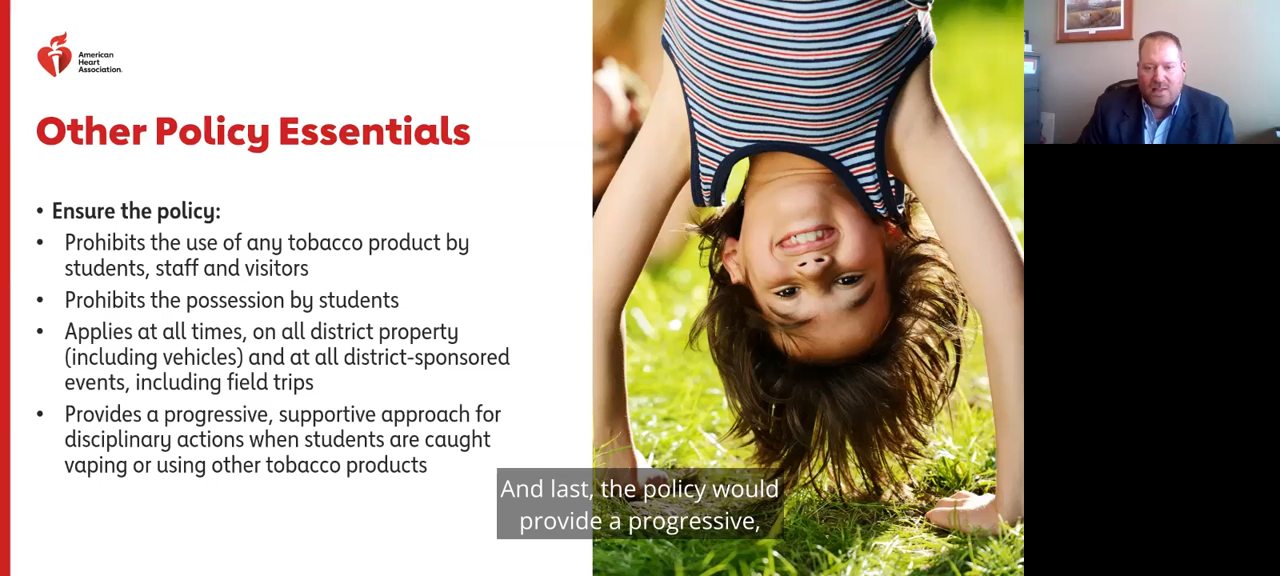 American
Heart
Association.
Other Policy Essentials
• Ensure the policy:
• Prohibits the use of any tobacco product by
students, staff and visitors
• Prohibits the possession by students
• Applies at all times, on all district property
(including vehicles) and at all district-sponsored
events, including field trips
• Provides a progressive, supportive approach for
disciplinary actions when students are caught
vaping or using other tobacco products
And last, the policy would
provide a progressive,